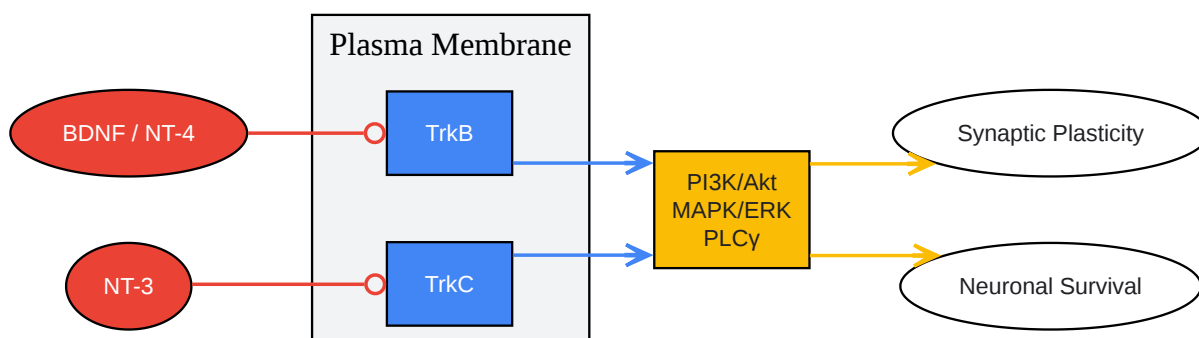 Plasma Membrane
BDNF / NT-4
TrkB
Synaptic Plasticity
PI3K/Akt
MAPK/ERK
PLCγ
NT-3
TrkC
Neuronal Survival